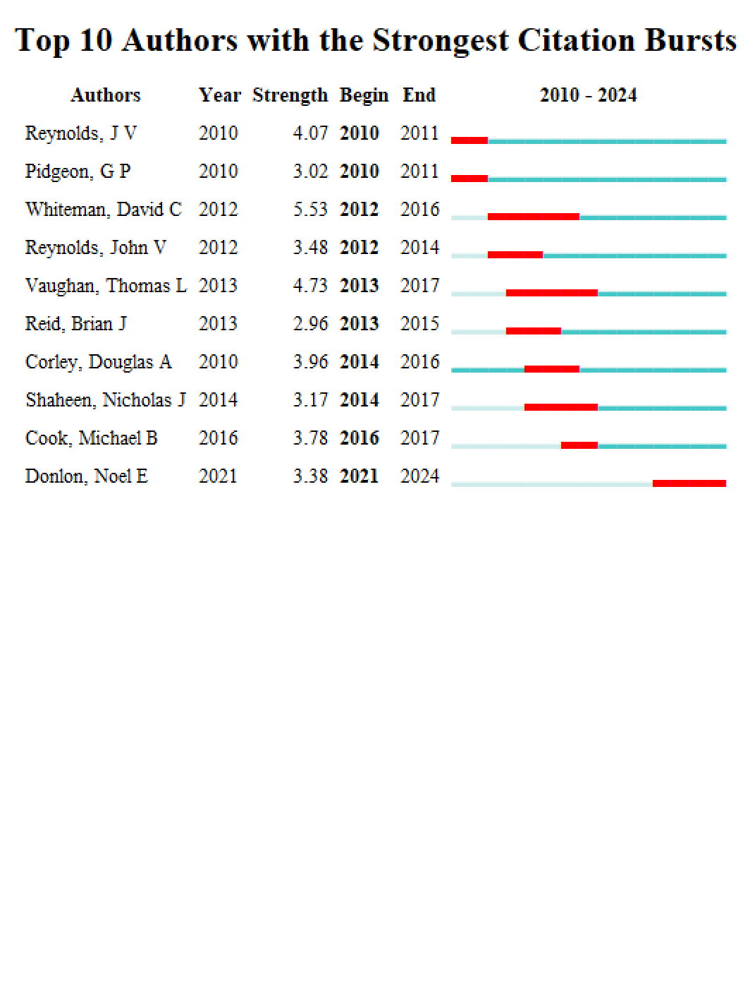 Top 10 Authors with the Strongest Citation Bursts
Authors Year Strength Begin End 2010 - 2024
Reynolds, J V 2010 4.07 2010 2011
Pidgeon, G P 2010 3.02 2010 2011
Whiteman, David C 2012 5.53 2012 2016
Reynolds, John V 2012 3.48 2012 2014
Vaughan, Thomas L 2013 4.73 2013 2017
Reid, Brian J 2013 2.96 2013 2015
Corley, Douglas A 2010 3.96 2014 2016
Shaheen, Nicholas J 2014 3.17 2014 2017
Cook, Michael B 2016 3.78 2016 2017
Donlon, Noel E 2021 3.38 2021 2024